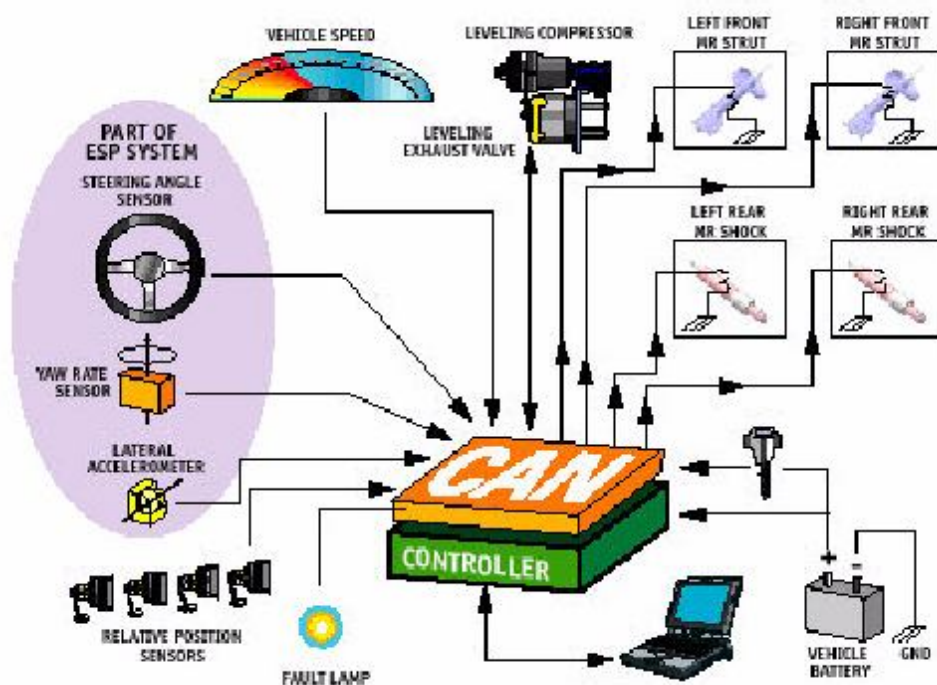 VEHICLE SPEED
LEVELING COMPRESSOR
LEFT FRONT
MR STRUT
RIGHT FRONT
MR STRUT
PART OF
ESP SYSTEM
LEVELING
EXHAUST VALVE
STEERING ANGLE
SENSOR
LEFT REAR
MR SHOCK
RIGHT REAR
MR SHOCK
YAW RATE
SENSOR
LATERAL
ACCELEROMETER
CAN
CONTROLLER
+ -
RELATIVE POSITION
SENSORS
FAULT LAMP
VEHICLE
BATTERY
GND